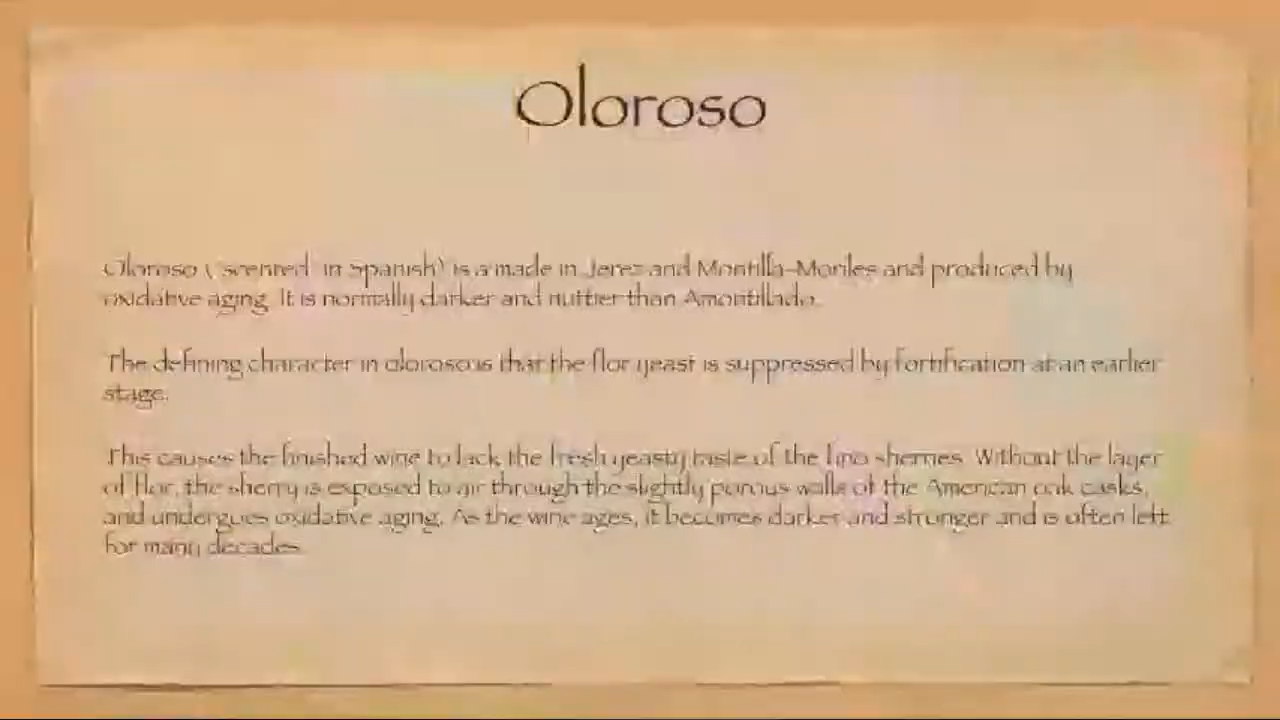 Oloroso
Oloroso ("scented" in Spanish) is a made in Jerez and Montilla-Moriles and produced by
oxidative aging. It is normally darker and nuttier than Amontillado.
The defining character in oloroso is that the flor yeast is suppressed by fortification at an earlier
stage.
This causes the finished wine to lack the fresh yeasty taste of the fino sherries. Without the layer
of flor, the sherry is exposed to air through the slightly porous walls of the American oak casks,
and undergoes oxidative aging. As the wine ages, it becomes darker and stronger and is often left
for many decades.